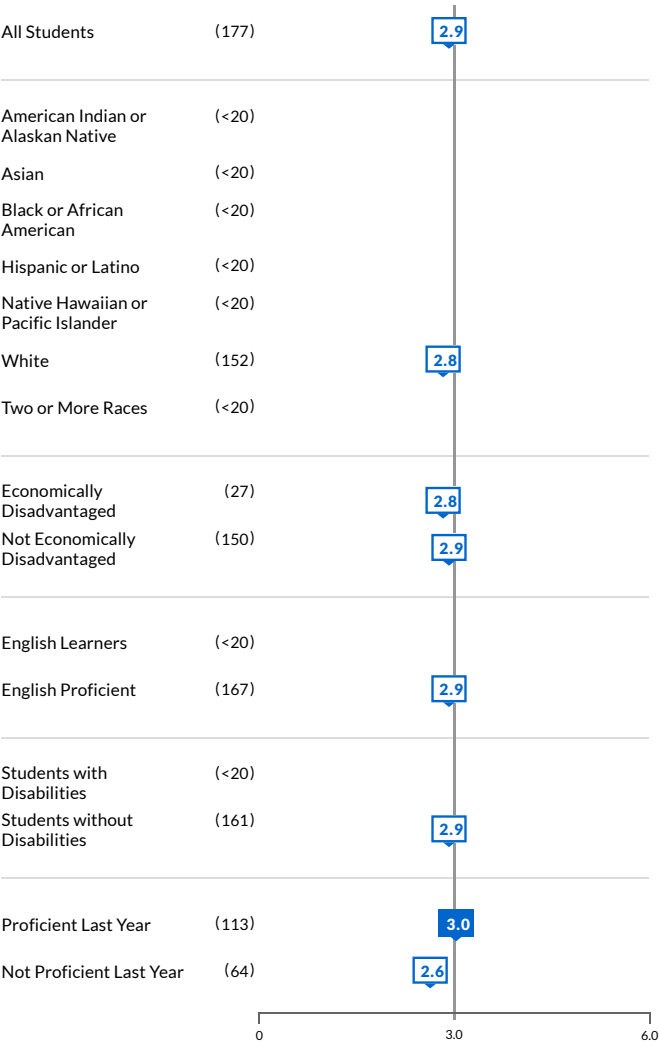 All Students (177) 2.9
American Indian or (<20)
Alaskan Native
Asian (<20)
Black or African (<20)
American
Hispanic or Latino (<20)
Native Hawaiian or (<20)
Pacific Islander
White (152) 2.8
Two or More Races (<20)
Economically (27) 2.8
Disadvantaged
Not Economically (150) 2.9
Disadvantaged
English Learners (<20)
English Proficient (167) 2.9
Students with (<20)
Disabilities
Students without (161) 2.9
Disabilities
Proficient Last Year (113) 3.0
Not Proficient Last Year (64) 2.6
0 3.0 6.0